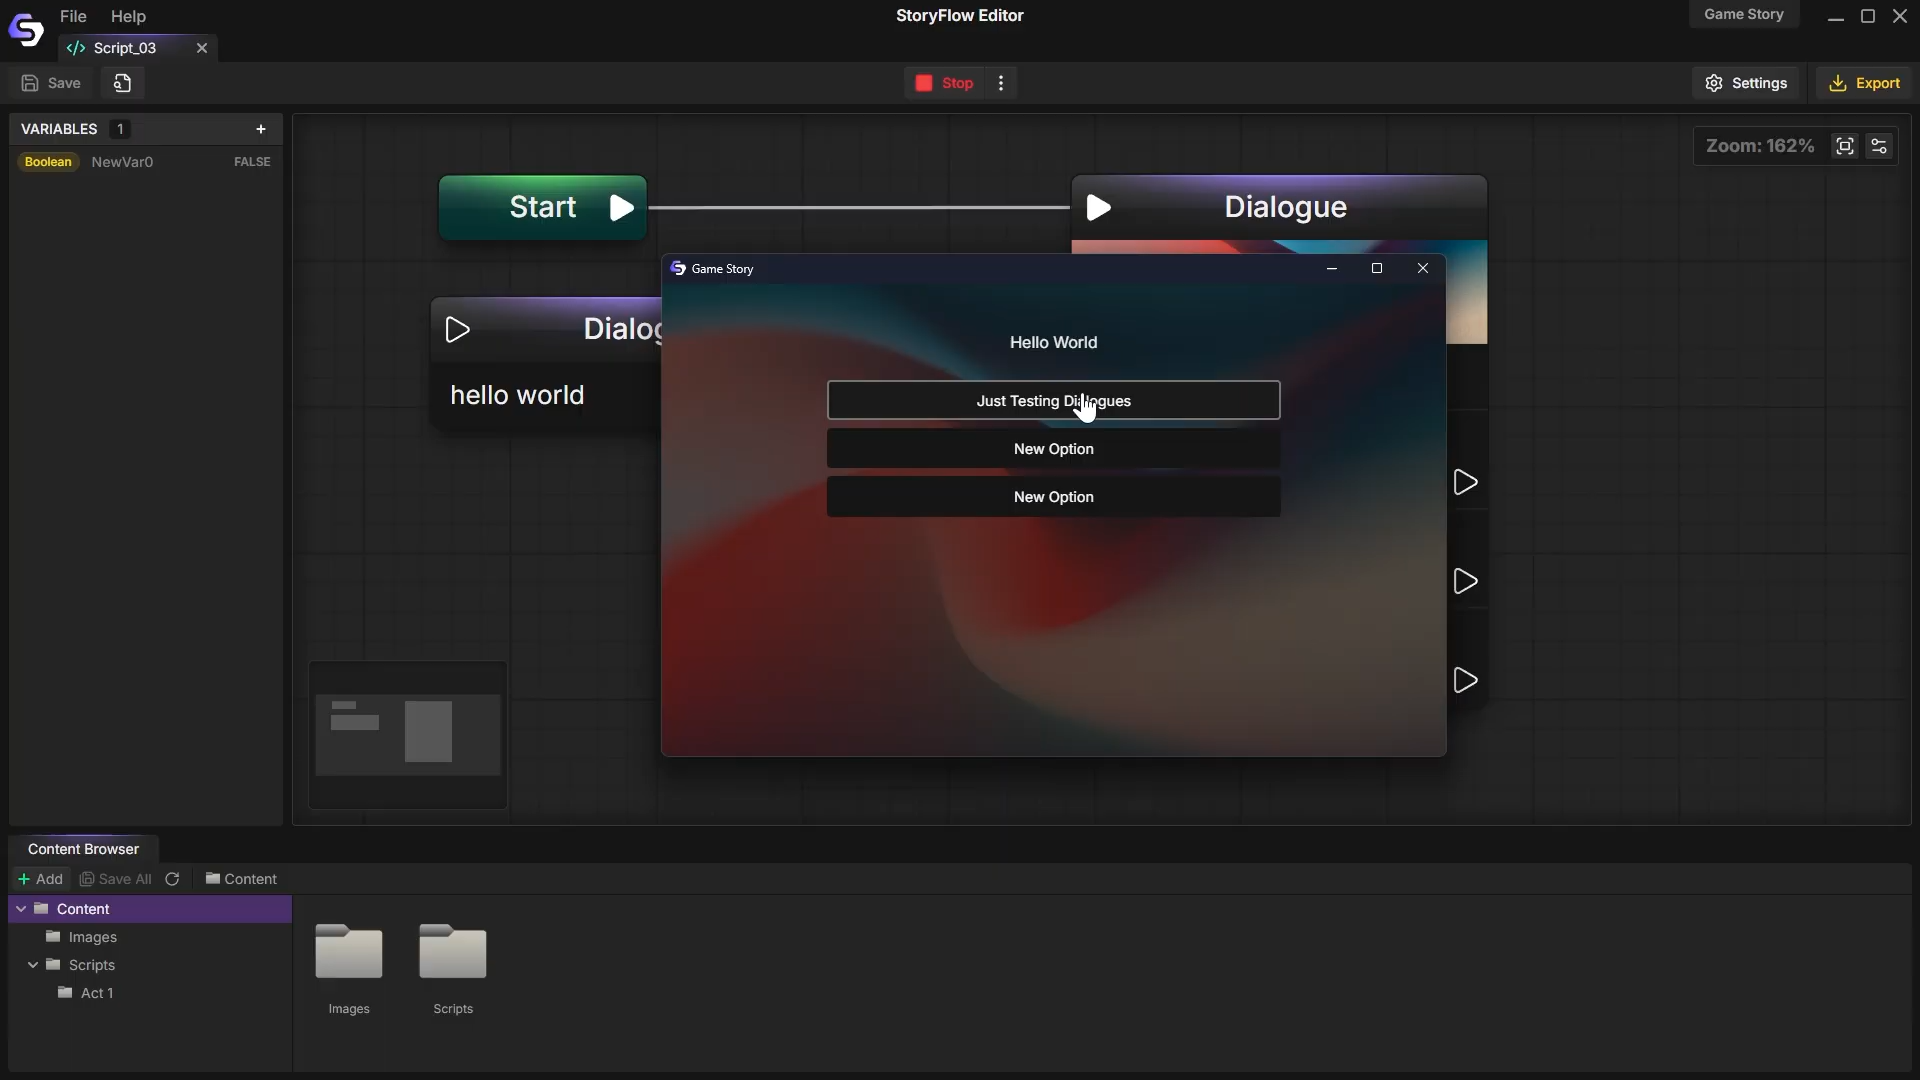 File Help
StoryFlow Editor
Game Story
</> Script_03
Save
Stop
Settings
Export
VARIABLES 1 +
Boolean NewVar0 FALSE
Zoom: 162%
Start
Dialogue
hello world
Game Story
Hello World
Just Testing Dialogues
New Option
New Option
Content Browser
+ Add Save All Content
Content
Images
Scripts
Act 1
Images
Scripts